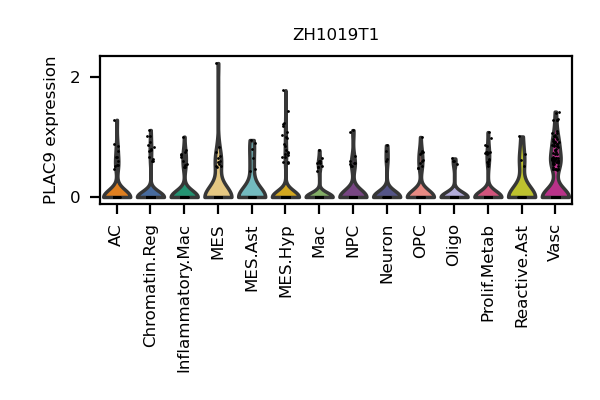 ZH1019T1
PLAC9 expression
2
0
AC
Chromatin.Reg
Inflammatory.Mac
MES
MES.Ast
MES.Hyp
Mac
NPC
Neuron
OPC
Oligo
Prolif.Metab
Reactive.Ast
Vasc